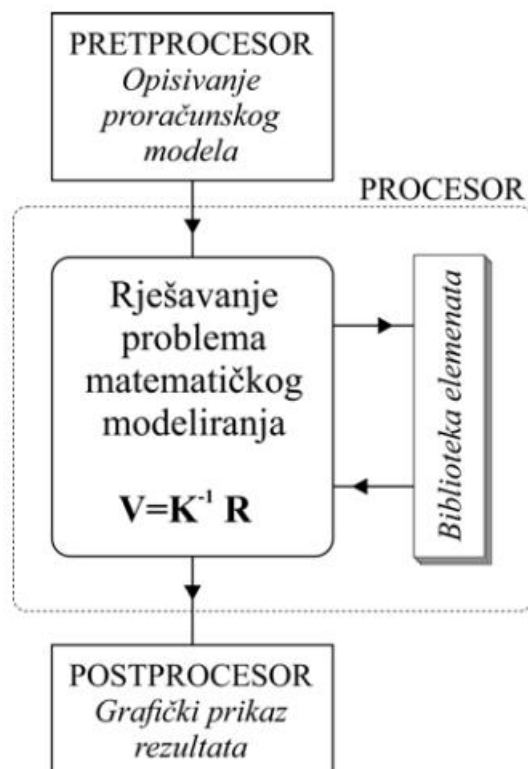 PRETPROCESOR
Opisivanje
proračunskog
modela
PROCESOR
Rješavanje
problema
matematičkog
modeliranja
V=K⁻¹ R
Biblioteka elemenata
POSTPROCESOR
Grafički prikaz
rezultata